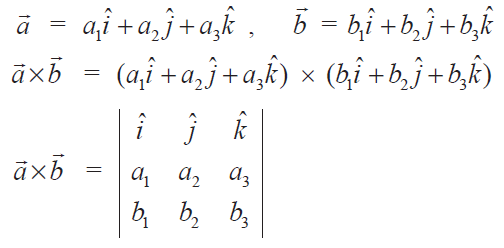 a⃗ = a₁î + a₂ĵ + a₃k̂ , b⃗ = b₁î + b₂ĵ + b₃k̂
a⃗ × b⃗ = (a₁î + a₂ĵ + a₃k̂) × (b₁î + b₂ĵ + b₃k̂)
î ĵ k̂
a⃗ × b⃗ = a₁ a₂ a₃
b₁ b₂ b₃